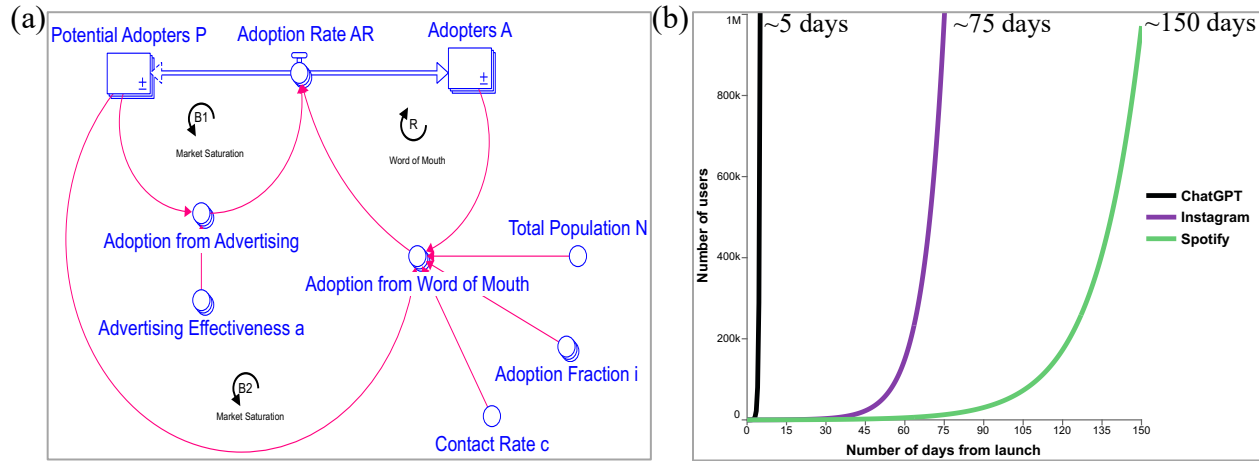 (a)
Potential Adopters P
Adoption Rate AR
Adopters A
±
±
B1
Market Saturation
R
Word of Mouth
Adoption from Advertising
Total Population N
Adoption from Word of Mouth
Advertising Effectiveness a
Adoption Fraction i
B2
Market Saturation
Contact Rate c
(b)
1M
~5 days
~75 days
~150 days
800k
600k
400k
200k
0
Number of users
ChatGPT
Instagram
Spotify
5 15 30 45 60 75 90 105 120 135 150
Number of days from launch